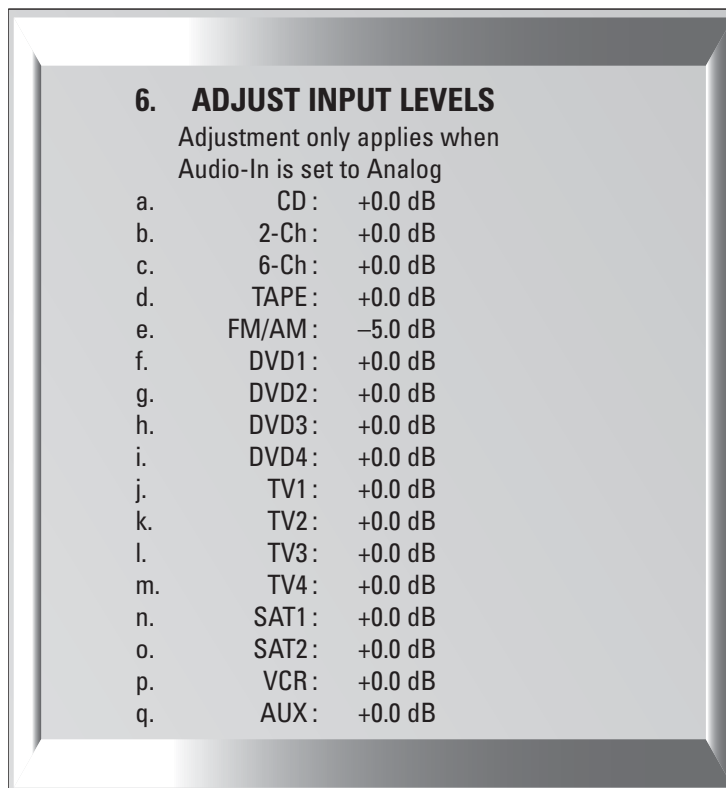 6. ADJUST INPUT LEVELS
Adjustment only applies when
Audio-In is set to Analog
a. CD : +0.0 dB
b. 2-Ch : +0.0 dB
c. 6-Ch : +0.0 dB
d. TAPE : +0.0 dB
e. FM/AM : –5.0 dB
f. DVD1 : +0.0 dB
g. DVD2 : +0.0 dB
h. DVD3 : +0.0 dB
i. DVD4 : +0.0 dB
j. TV1 : +0.0 dB
k. TV2 : +0.0 dB
l. TV3 : +0.0 dB
m. TV4 : +0.0 dB
n. SAT1 : +0.0 dB
o. SAT2 : +0.0 dB
p. VCR : +0.0 dB
q. AUX : +0.0 dB